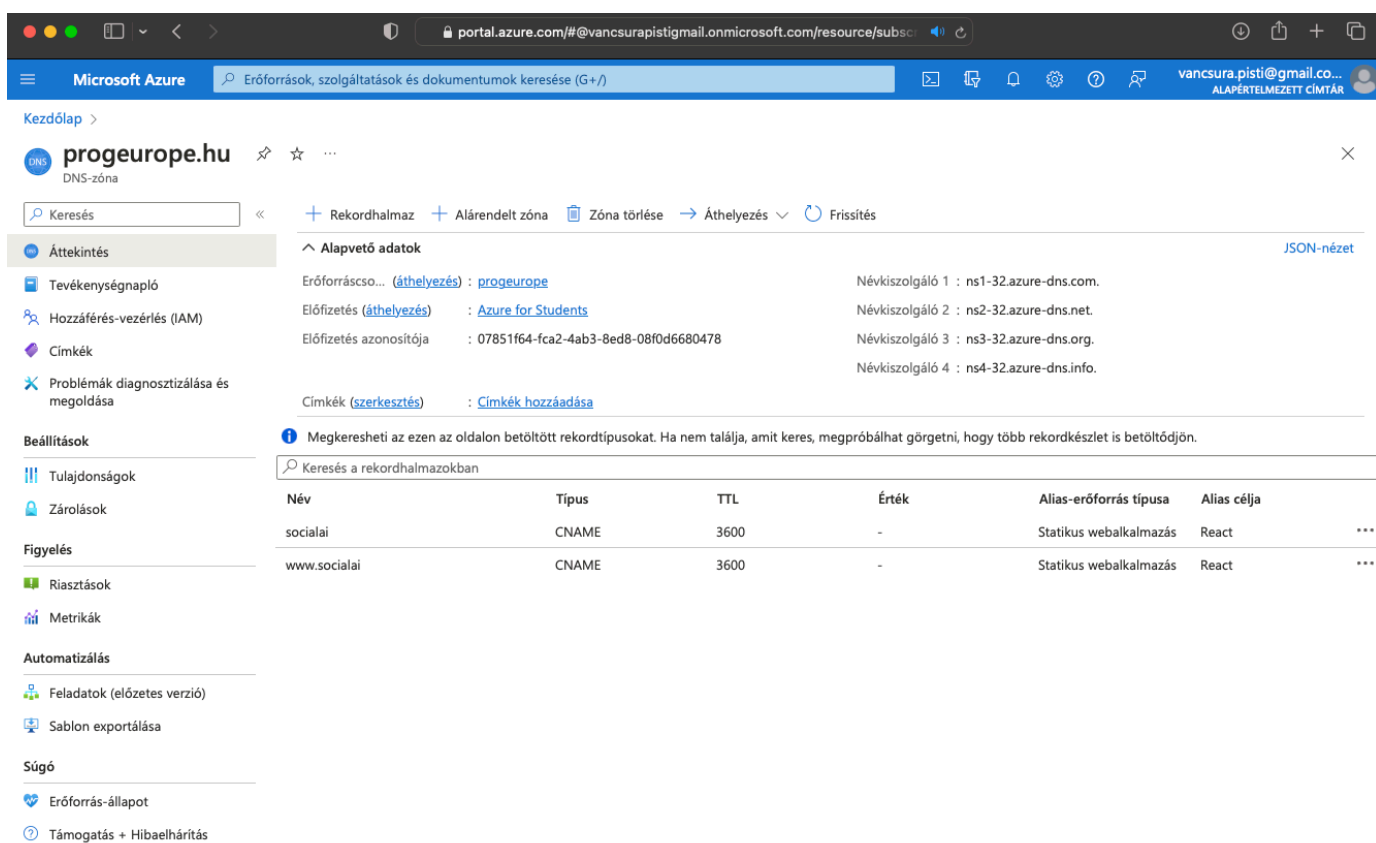 portal.azure.com/#@vancsurapistigmail.onmicrosoft.com/resource/subscr
Microsoft Azure
Erőforrások, szolgáltatások és dokumentumok keresése (G+/)
vancsura.pisti@gmail.co...
ALAPÉRTELMEZETT CÍMTÁR
Kezdőlap >
DNS
progeurope.hu
...
DNS-zóna
Keresés
«
+ Rekordhalmaz
+ Alárendelt zóna
Zóna törlése
Áthelyezés
Frissítés
Áttekintés
Tevékenységnapló
Hozzáférés-vezérlés (IAM)
Címkék
Problémák diagnosztizálása és
megoldása
Beállítások
Tulajdonságok
Zárolások
Figyelés
Riasztások
Metrikák
Automatizálás
Feladatok (előzetes verzió)
Sablon exportálása
Súgó
Erőforrás-állapot
Támogatás + Hibaelhárítás
Alapvető adatok
JSON-nézet
Erőforráscso... (áthelyezés) : progeurope
Előfizetés (áthelyezés) : Azure for Students
Előfizetés azonosítója : 07851f64-fca2-4ab3-8ed8-08f0d6680478
Névkiszolgáló 1 : ns1-32.azure-dns.com.
Névkiszolgáló 2 : ns2-32.azure-dns.net.
Névkiszolgáló 3 : ns3-32.azure-dns.org.
Névkiszolgáló 4 : ns4-32.azure-dns.info.
Címkék (szerkesztés) : Címkék hozzáadása
Megkeresheti az ezen az oldalon betöltött rekordtípusokat. Ha nem találja, amit keres, megpróbálhat görgetni, hogy több rekordkészlet is betöltődjön.
Keresés a rekordhalmazokban
Név Típus TTL Érték Alias-erőforrás típusa Alias célja
socialai CNAME 3600 - Statikus webalkalmazás React ...
www.socialai CNAME 3600 - Statikus webalkalmazás React ...